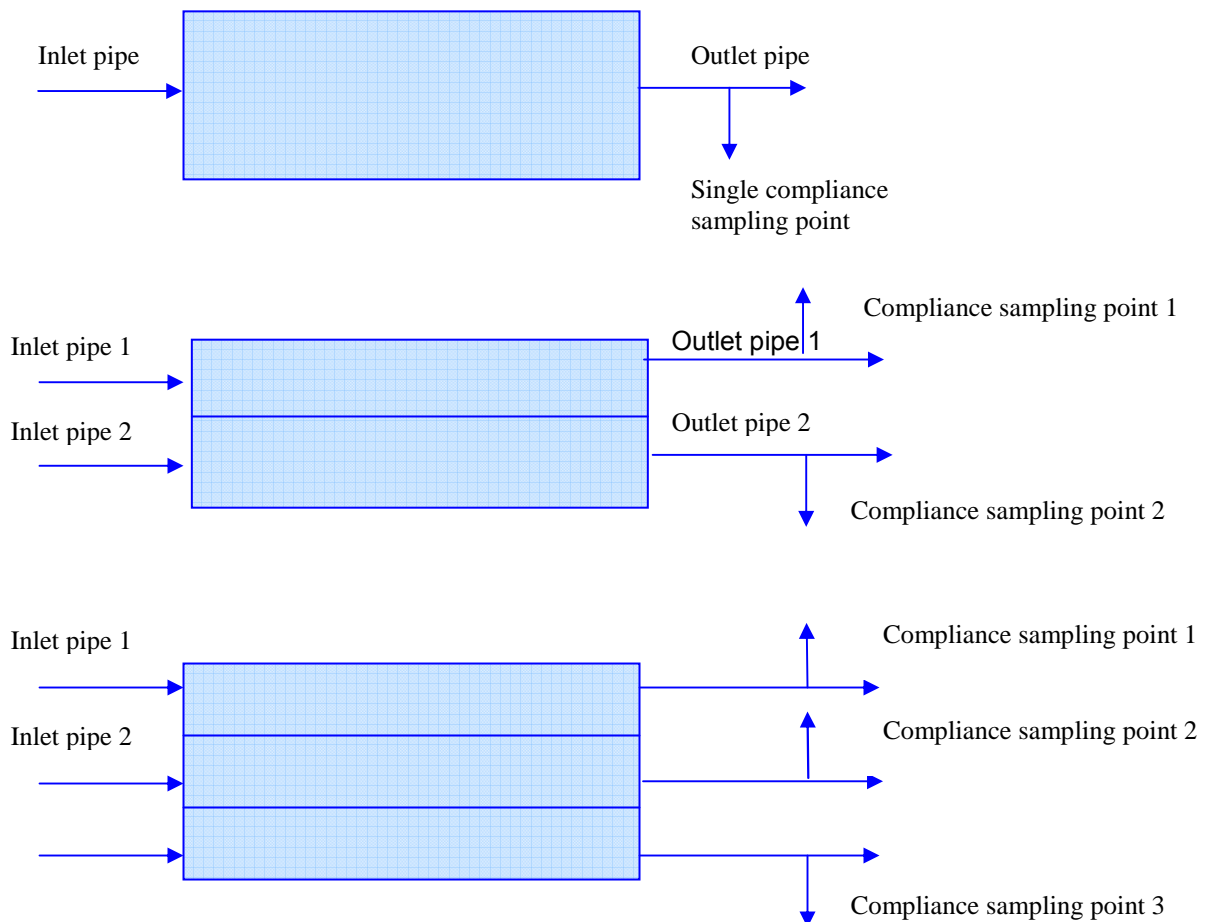 Inlet pipe
Outlet pipe
Single compliance
sampling point
Compliance sampling point 1
Inlet pipe 1
Outlet pipe 1
Inlet pipe 2
Outlet pipe 2
Compliance sampling point 2
Inlet pipe 1
Compliance sampling point 1
Inlet pipe 2
Compliance sampling point 2
Compliance sampling point 3